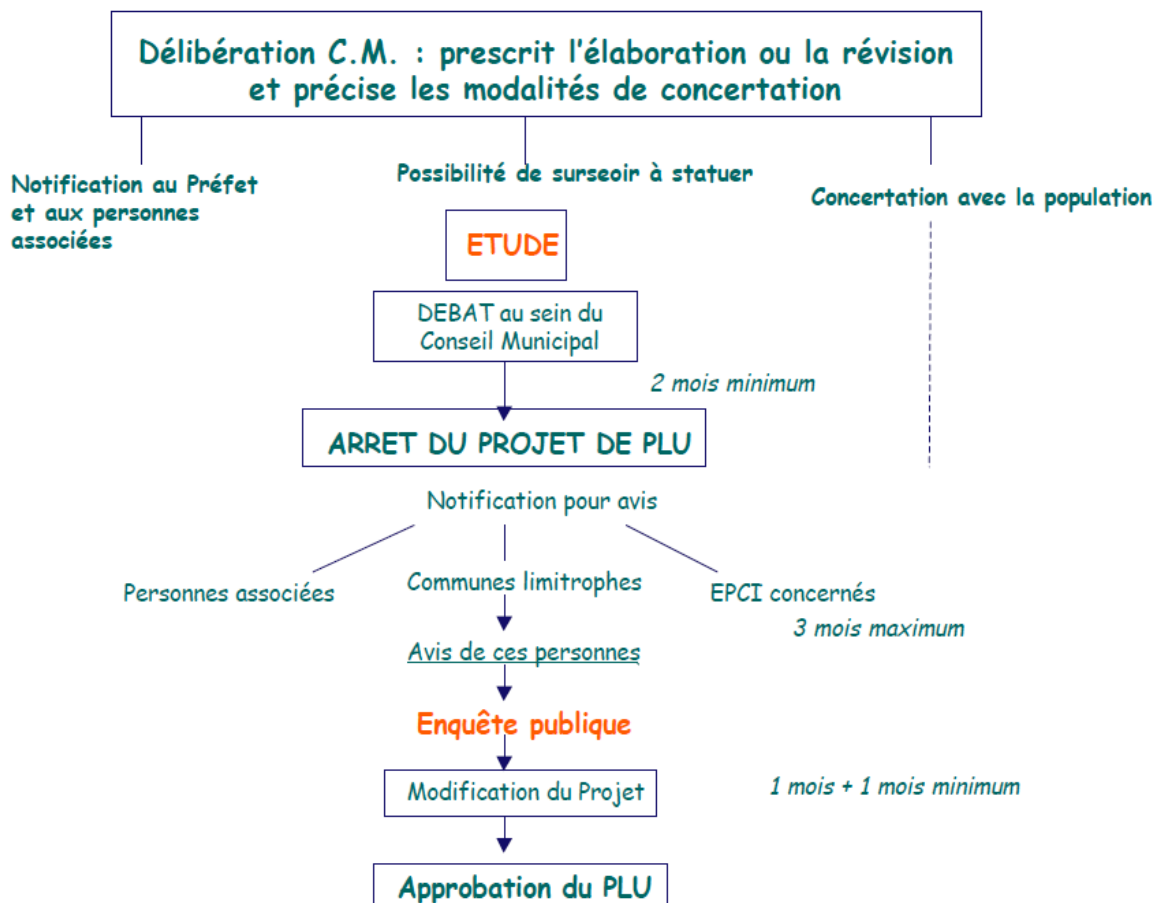 Délibération C.M. : prescrit l'élaboration ou la révision
et précise les modalités de concertation
Notification au Préfet
et aux personnes
associées
Possibilité de surseoir à statuer
Concertation avec la population
ETUDE
DEBAT au sein du
Conseil Municipal
2 mois minimum
ARRET DU PROJET DE PLU
Notification pour avis
Personnes associées
Communes limitrophes
EPCI concernés
3 mois maximum
Avis de ces personnes
Enquête publique
Modification du Projet
1 mois + 1 mois minimum
Approbation du PLU